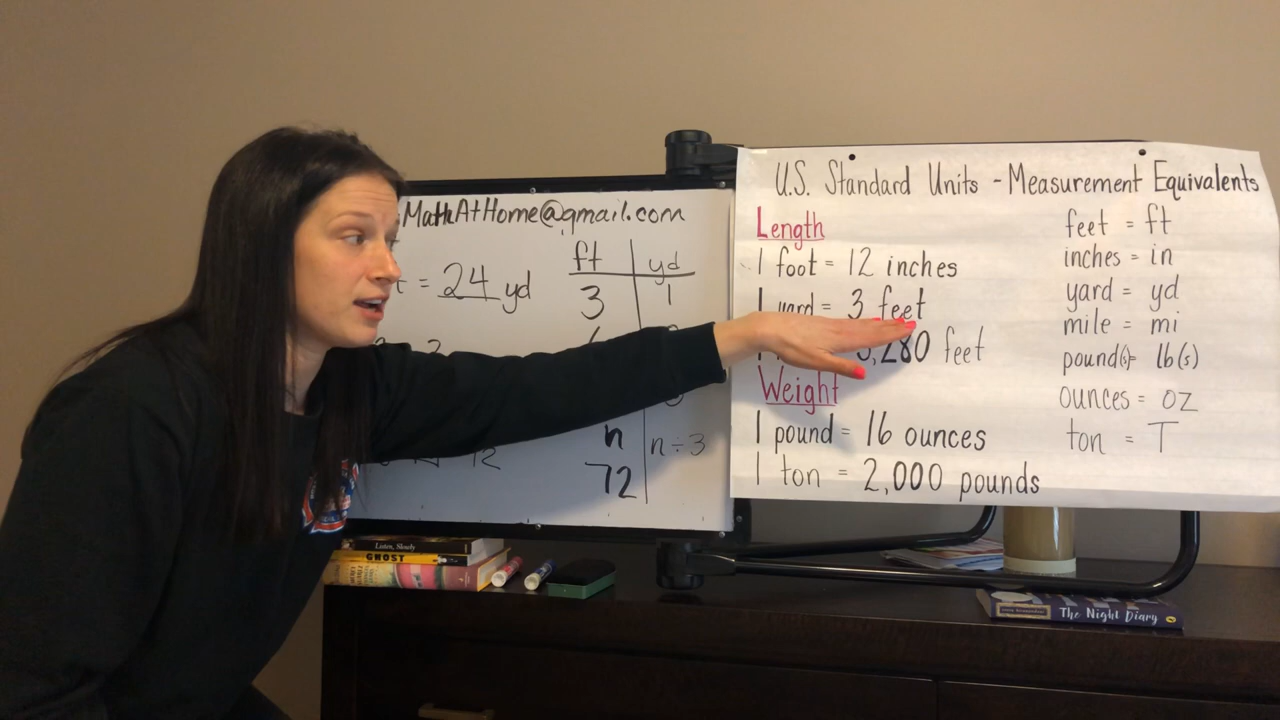 MathAtHome@gmail.com
= 24 yd
ft yd
3 1
n n÷3
72
12
U.S. Standard Units - Measurement Equivalents
Length
1 foot = 12 inches
1 yard = 3 feet
5,280 feet
Weight
1 pound = 16 ounces
1 ton = 2,000 pounds
feet = ft
inches = in
yard = yd
mile = mi
pound(s)= lb(s)
ounces = oz
ton = T
Listen, Slowly
GHOST
The Night Diary